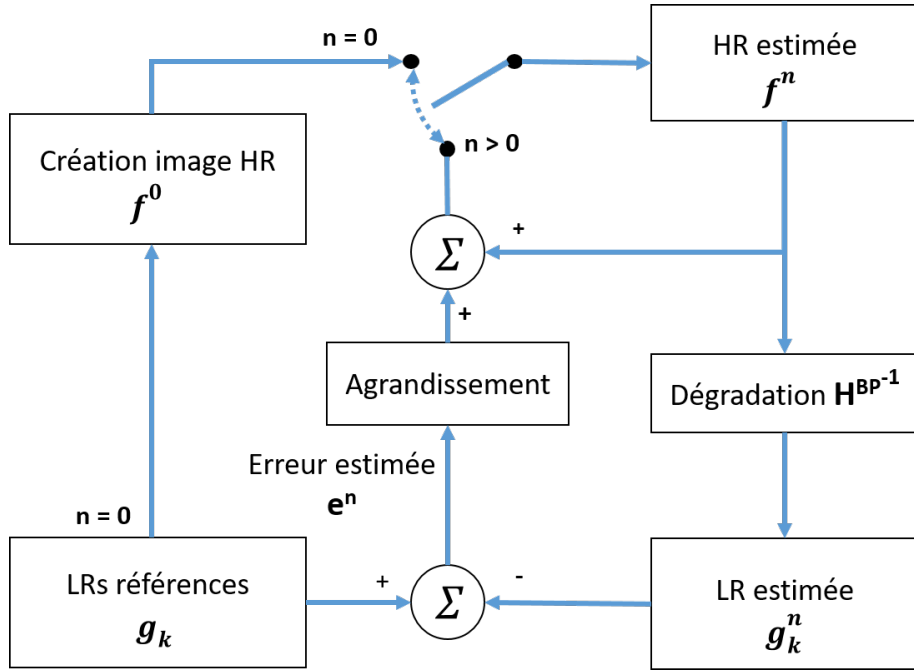 n = 0
HR estimée
f^n
n > 0
Création image HR
f^0
Σ
+
+
Agrandissement
Dégradation H^BP^-1
Erreur estimée
e^n
n = 0
LRs références
g_k
+
Σ
-
LR estimée
g_k^n